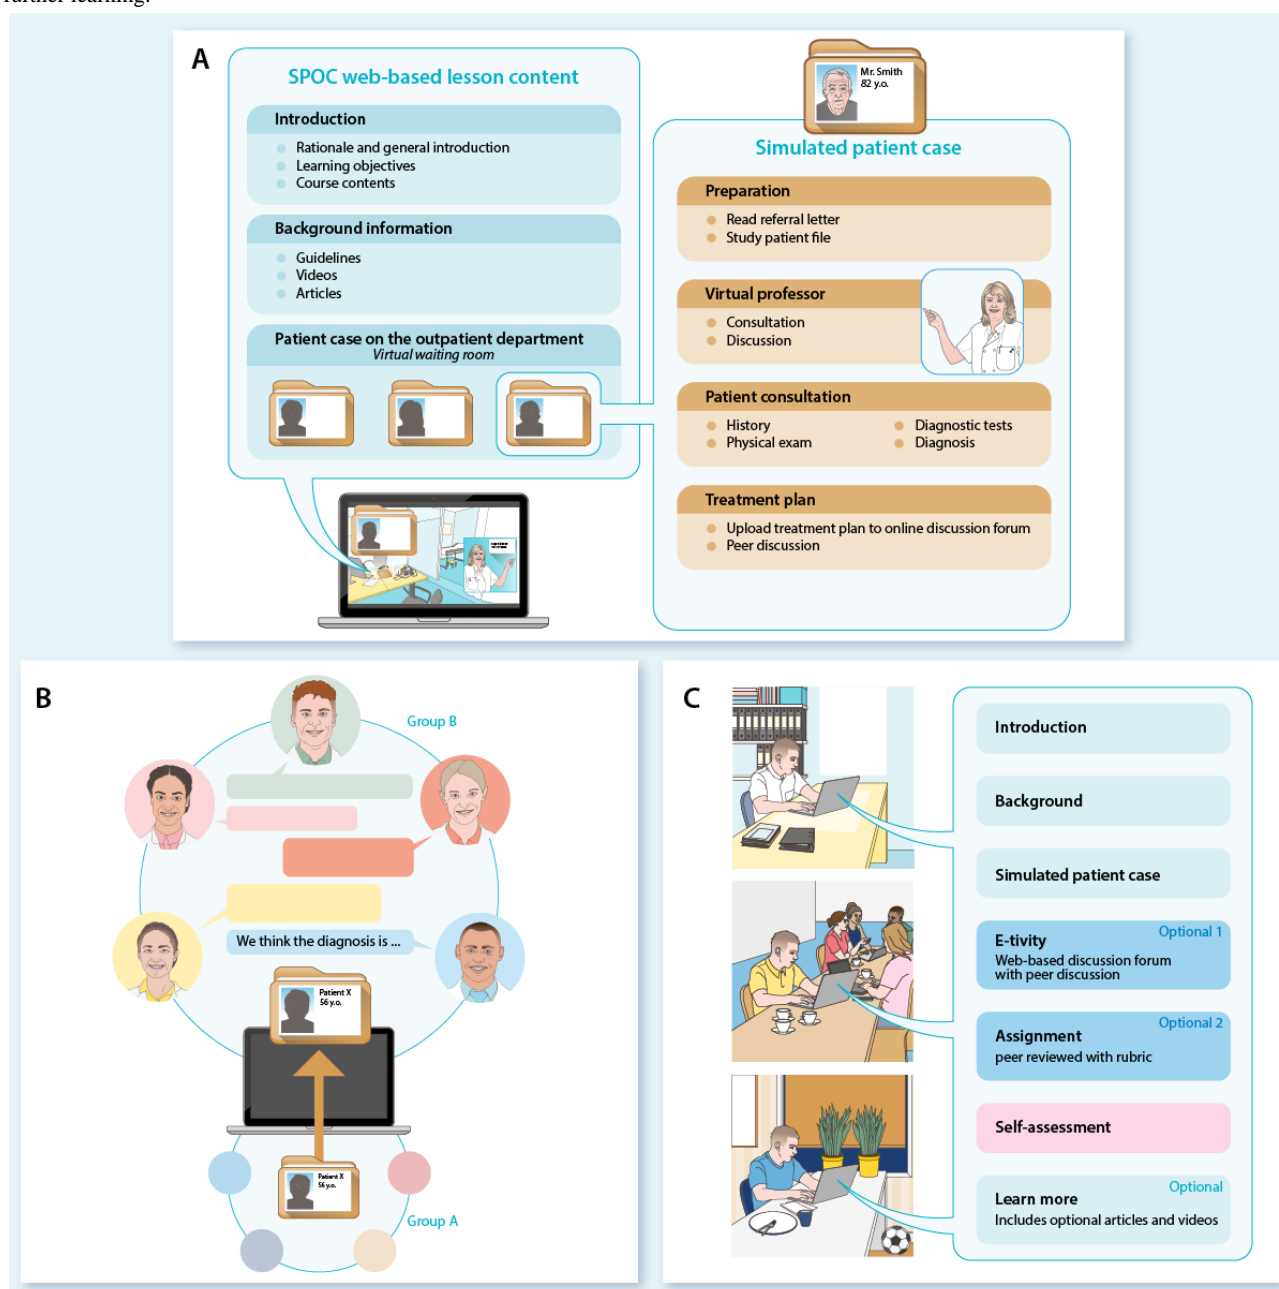 further learning.
A
SPOC web-based lesson content
Introduction
Rationale and general introduction
Learning objectives
Course contents
Background information
Guidelines
Videos
Articles
Patient case on the outpatient department
Virtual waiting room
Mr. Smith
82 y.o.
Simulated patient case
Preparation
Read referral letter
Study patient file
Virtual professor
Consultation
Discussion
Patient consultation
History
Physical exam
Diagnostic tests
Diagnosis
Treatment plan
Upload treatment plan to online discussion forum
Peer discussion
B
Group B
We think the diagnosis is ...
Patient X
56 y.o.
Patient X
56 y.o.
Group A
C
Introduction
Background
Simulated patient case
Optional 1
E-tivity
Web-based discussion forum
with peer discussion
Optional 2
Assignment
peer reviewed with rubric
Self-assessment
Optional
Learn more
Includes optional articles and videos